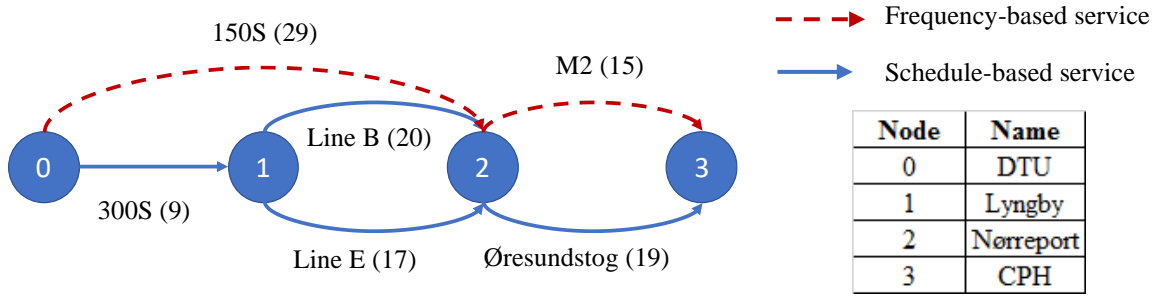 150S (29)
M2 (15)
Frequency-based service
Schedule-based service
0
1
2
3
Line B (20)
300S (9)
Line E (17)
Øresundstog (19)
Node Name
0 DTU
1 Lyngby
2 Nørreport
3 CPH